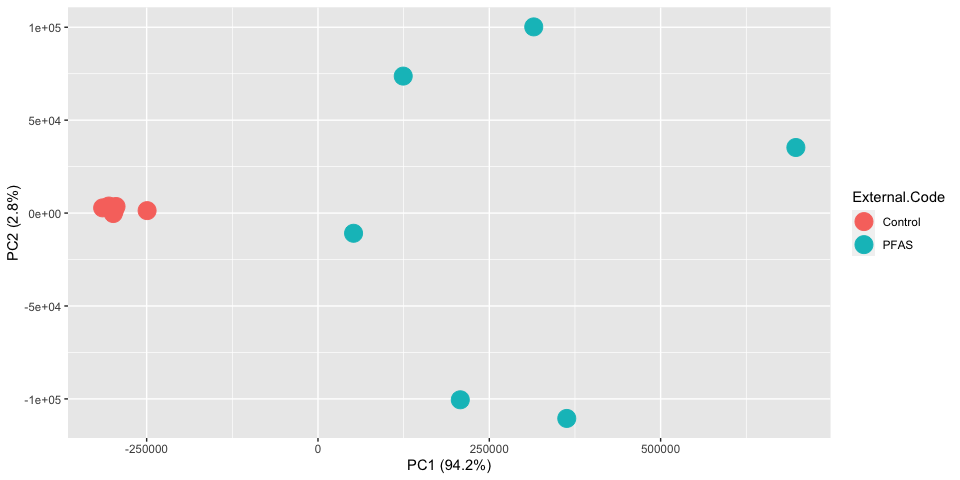 1e+05
5e+04
0e+00
-5e+04
-1e+05
PC2 (2.8%)
-250000 0 250000 500000
PC1 (94.2%)
External.Code
Control
PFAS